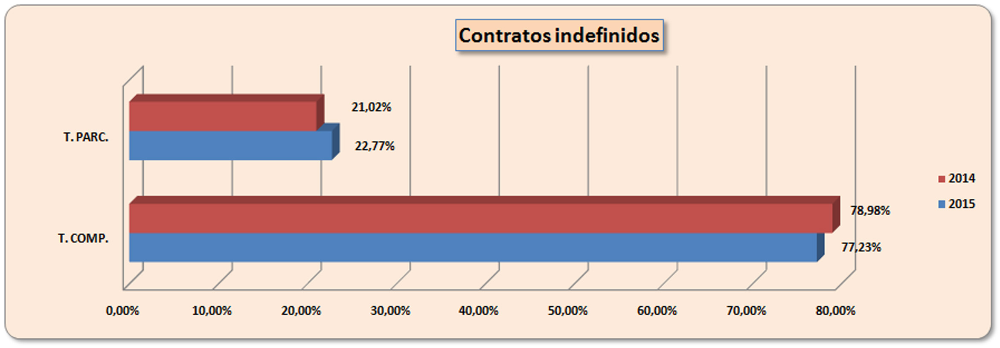 Contratos indefinidos
21,02%
T. PARC.
22,77%
2014
2015
78,98%
T. COMP.
77,23%
0,00% 10,00% 20,00% 30,00% 40,00% 50,00% 60,00% 70,00% 80,00%